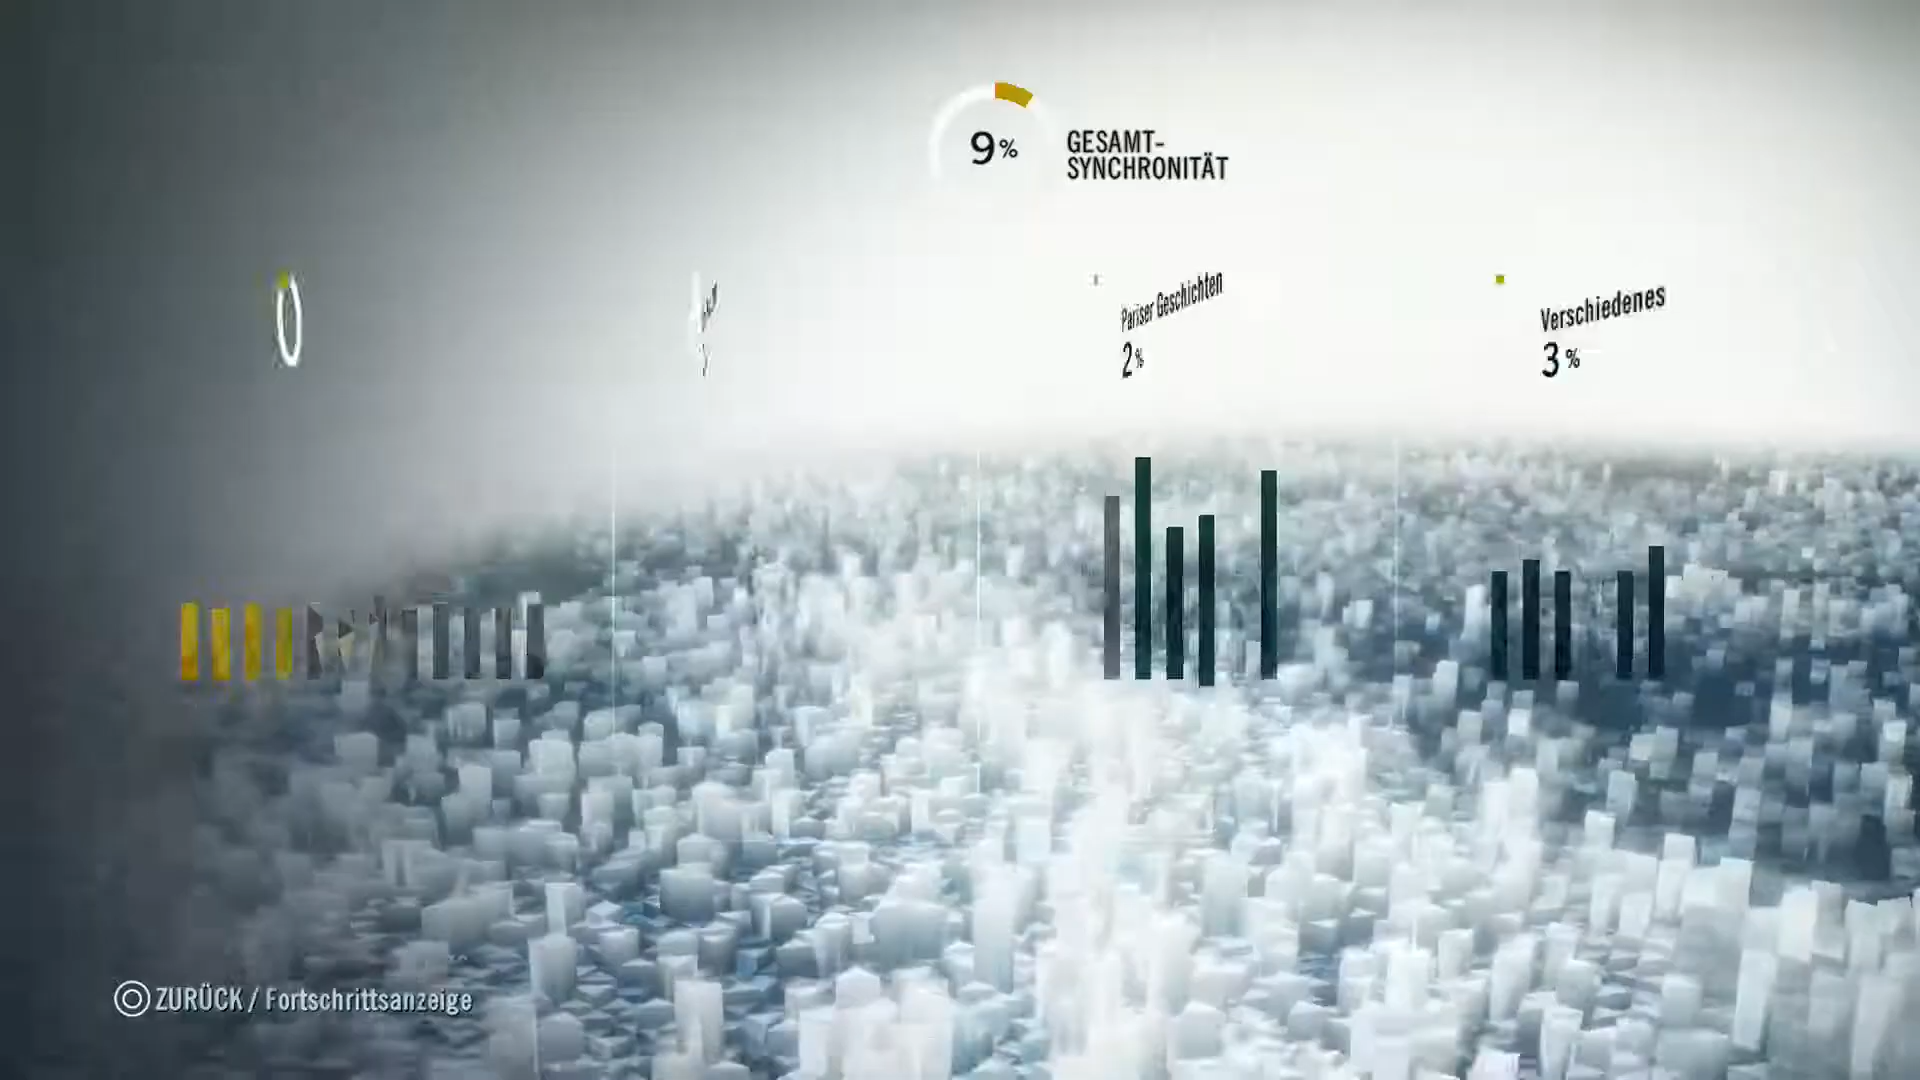 9%
GESAMT-
SYNCHRONITÄT
Pariser Geschichten
2%
Verschiedenes
3%
ZURÜCK / Fortschrittsanzeige